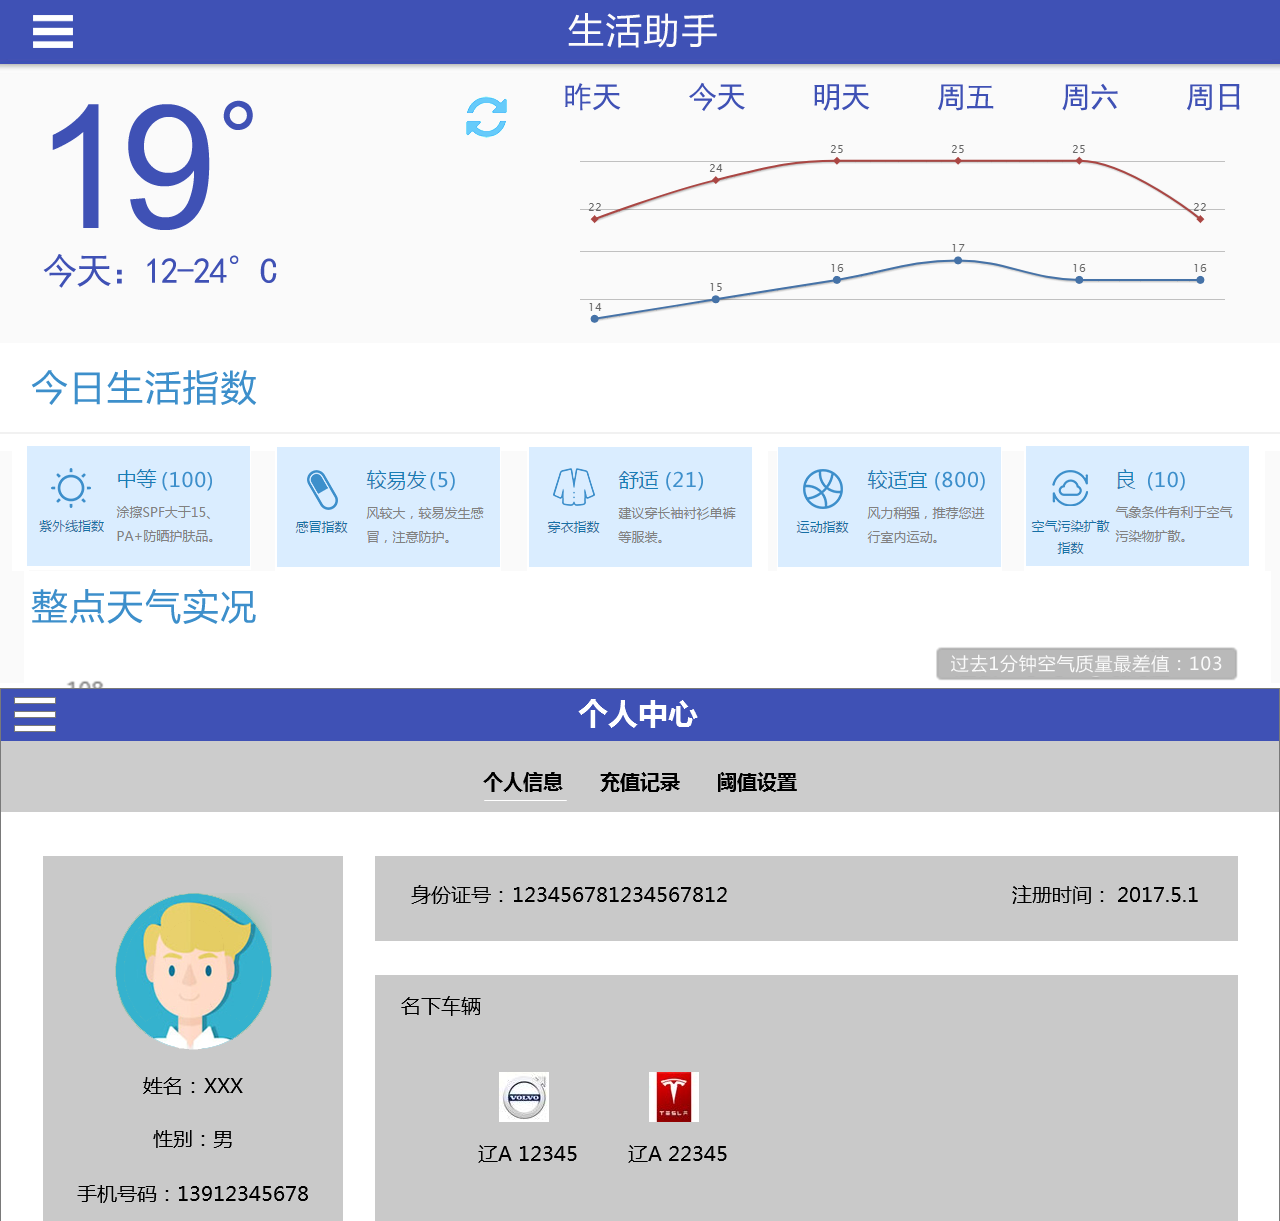 生活助手
19°
今天：12-24°C
昨天 今天 明天 周五 周六 周日
25 25 25
24
22 22
17
16 16 16
15
14
今日生活指数
中等 (100)
涂擦SPF大于15、
PA+防晒护肤品。
紫外线指数
较易发(5)
风较大，较易发生感
冒，注意防护。
感冒指数
舒适 (21)
建议穿长袖衬衫单裤
等服装。
穿衣指数
较适宜 (800)
风力稍强，推荐您进
行室内运动。
运动指数
良 (10)
气象条件有利于空气
污染物扩散。
空气污染扩散
指数
整点天气实况
过去1分钟空气质量最差值：103
108
个人中心
个人信息 充值记录 阈值设置
姓名：XXX
性别：男
手机号码：13912345678
身份证号：123456781234567812 注册时间： 2017.5.1
名下车辆
VOLVO
TESLA
辽A 12345 辽A 22345